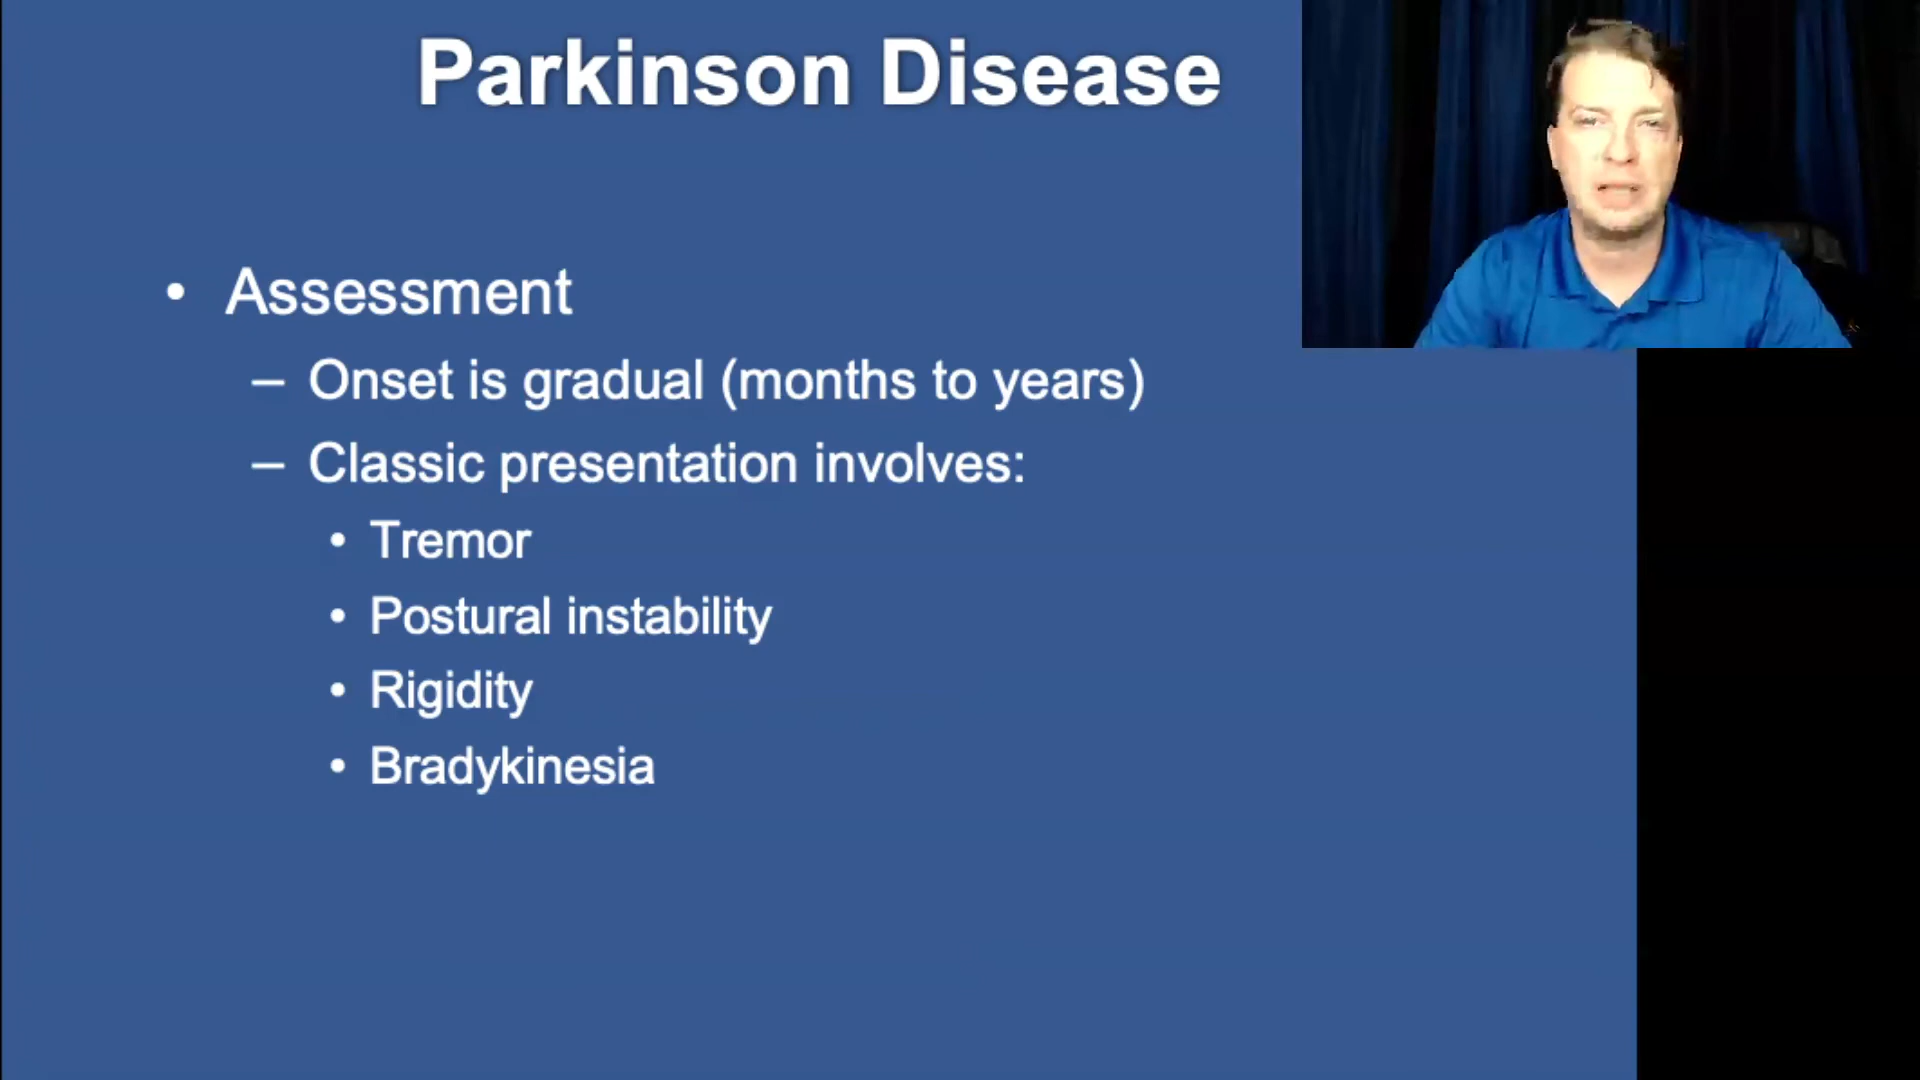 Parkinson Disease
• Assessment
– Onset is gradual (months to years)
– Classic presentation involves:
• Tremor
• Postural instability
• Rigidity
• Bradykinesia